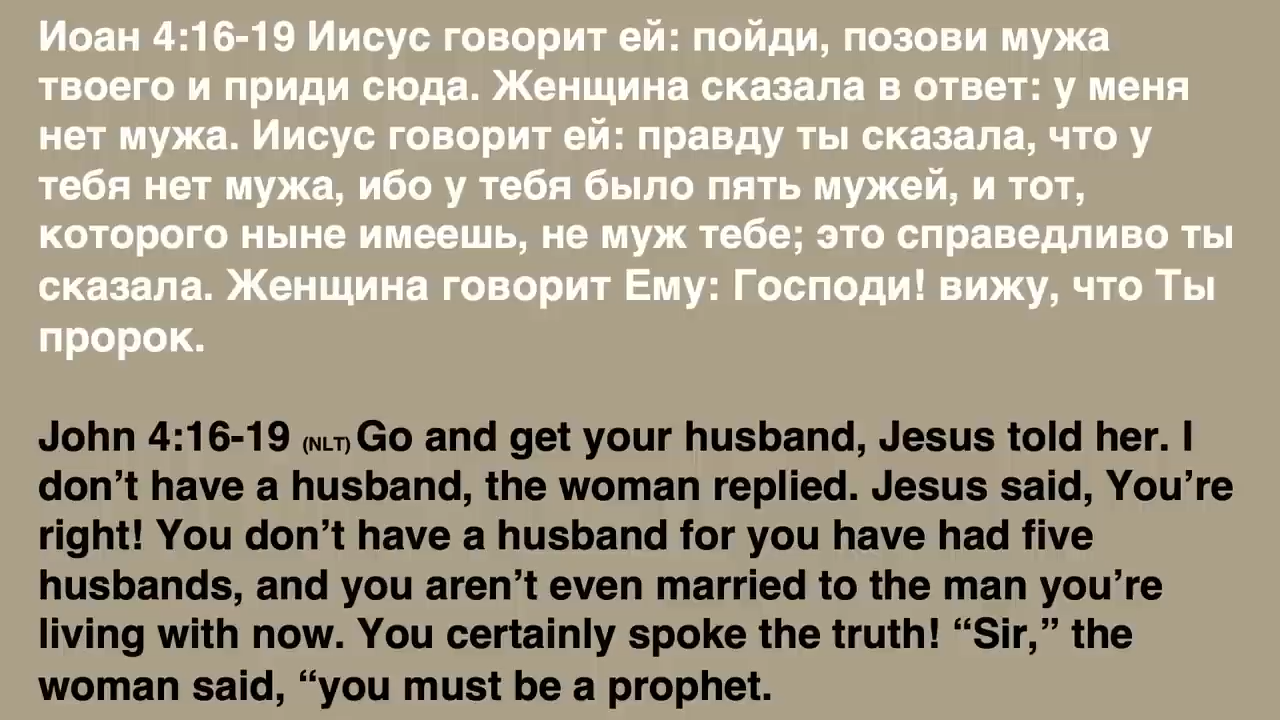 Иоан 4:16-19 Иисус говорит ей: пойди, позови мужа
твоего и приди сюда. Женщина сказала в ответ: у меня
нет мужа. Иисус говорит ей: правду ты сказала, что у
тебя нет мужа, ибо у тебя было пять мужей, и тот,
которого ныне имеешь, не муж тебе; это справедливо ты
сказала. Женщина говорит Ему: Господи! вижу, что Ты
пророк.
John 4:16-19 (NLT) Go and get your husband, Jesus told her. I
don’t have a husband, the woman replied. Jesus said, You’re
right! You don’t have a husband for you have had five
husbands, and you aren’t even married to the man you’re
living with now. You certainly spoke the truth! “Sir,” the
woman said, “you must be a prophet.